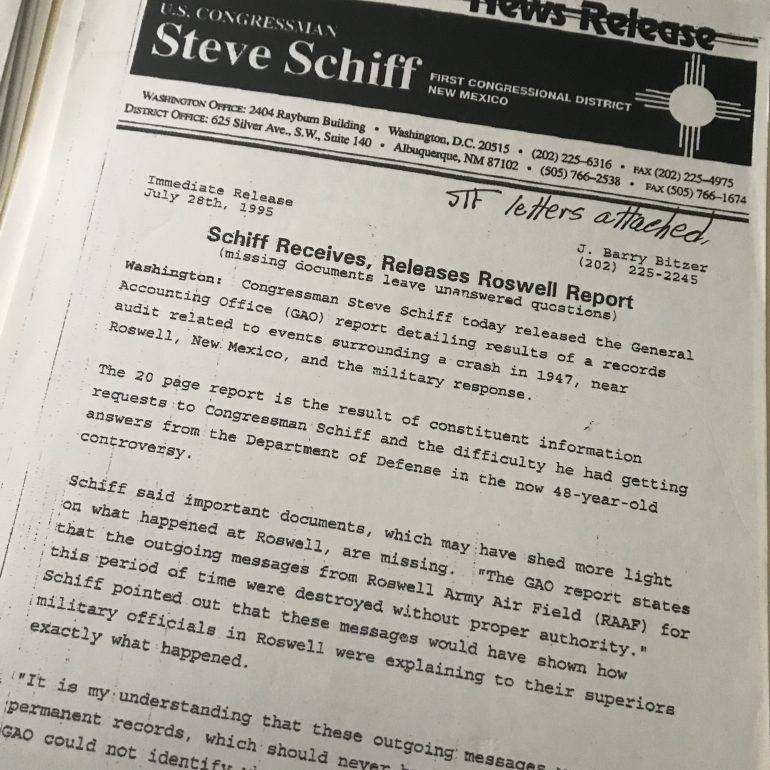 News Release
U.S. CONGRESSMAN
Steve Schiff
FIRST CONGRESSIONAL DISTRICT
NEW MEXICO
WASHINGTON OFFICE: 2404 Rayburn Building • Washington, D.C. 20515 • (202) 225–6316 • FAX (202) 225–4975
DISTRICT OFFICE: 625 Silver Ave., S.W., Suite 140 • Albuquerque, NM 87102 • (505) 766–2538 • FAX (505) 766–1674
letters attached.
Immediate Release
July 28th, 1995
J. Barry Bitzer
(202) 225-2245
Schiff Receives, Releases Roswell Report
(missing documents leave unanswered questions)
Washington: Congressman Steve Schiff today released the General
Accounting Office (GAO) report detailing results of a records
audit related to events surrounding a crash in 1947, near
Roswell, New Mexico, and the military response.
The 20 page report is the result of constituent information
requests to Congressman Schiff and the difficulty he had getting
answers from the Department of Defense in the now 48-year-old
controversy.
Schiff said important documents, which may have shed more light
on what happened at Roswell, are missing. "The GAO report states
that the outgoing messages from Roswell Army Air Field (RAAF) for
this period of time were destroyed without proper authority."
Schiff pointed out that these messages would have shown how
military officials in Roswell were explaining to their superiors
exactly what happened.
"It is my understanding that these outgoing messages
permanent records, which should never
GAO could not identify